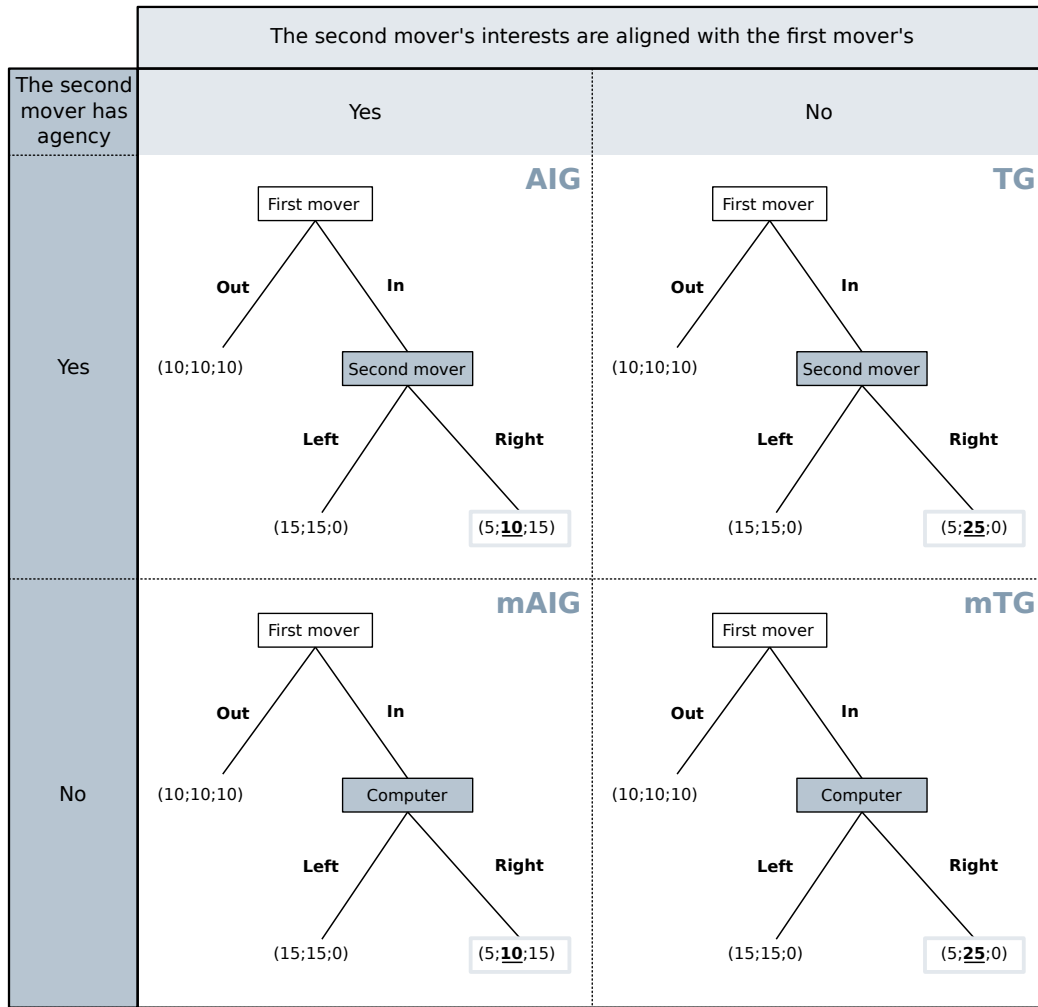 The second mover's interests are aligned with the first mover's
The second
mover has
agency
Yes
No
Yes
AIG
First mover
Out
In
(10;10;10)
Second mover
Left
Right
(15;15;0)
(5;10;15)
TG
First mover
Out
In
(10;10;10)
Second mover
Left
Right
(15;15;0)
(5;25;0)
No
mAIG
First mover
Out
In
(10;10;10)
Computer
Left
Right
(15;15;0)
(5;10;15)
mTG
First mover
Out
In
(10;10;10)
Computer
Left
Right
(15;15;0)
(5;25;0)